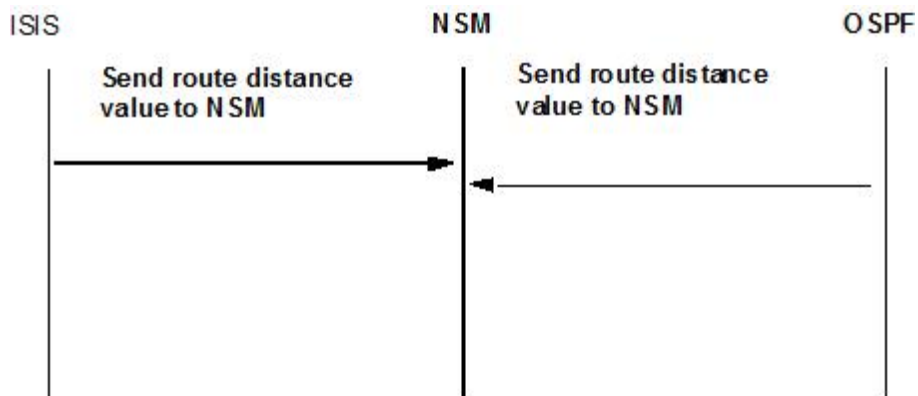 ISIS
NSM
OSPF
Send route distance
value to NSM
Send route distance
value to NSM